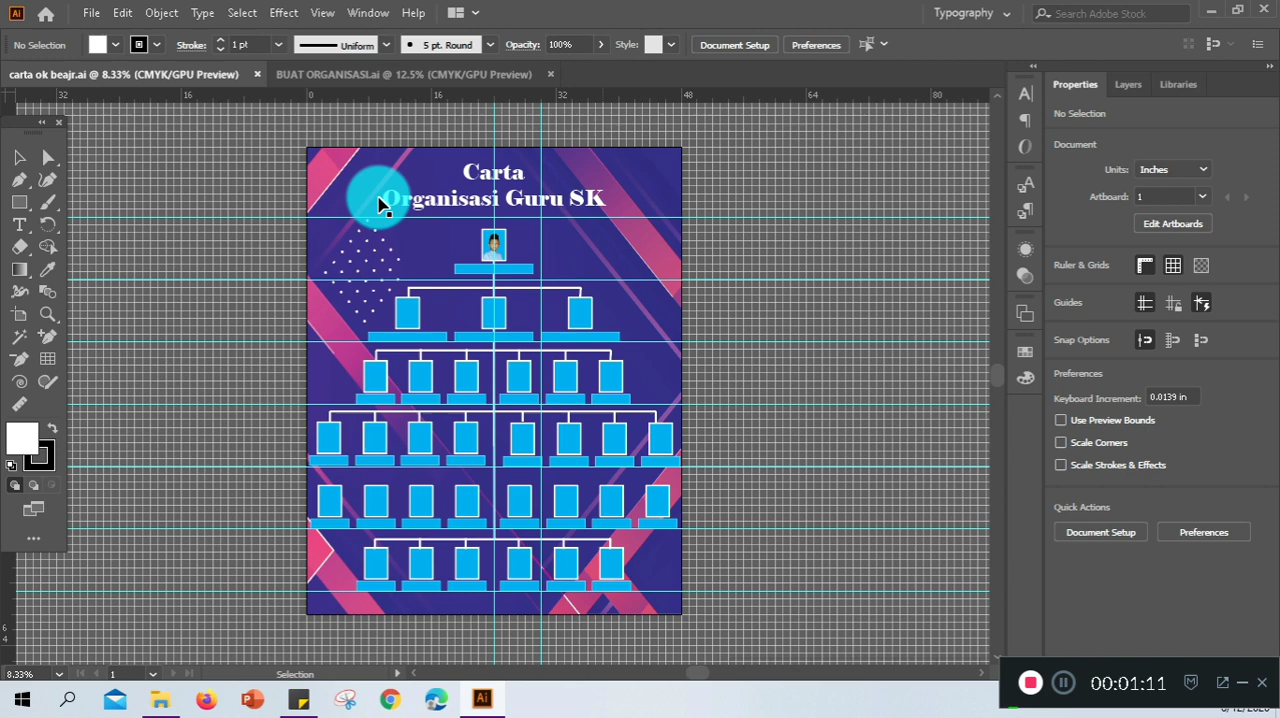 Ai File Edit Object Type Select Effect View Window Help Typography Search Adobe Stock
No Selection Stroke: 1 pt Uniform 5 pt. Round Opacity: 100% Style: Document Setup Preferences
carta ok beajr.ai @ 8.33% (CMYK/GPU Preview) × BUAT ORGANISASI.ai @ 12.5% (CMYK/GPU Preview) ×
32 16 0 16 32 48 64 80
Carta
Organisasi Guru SK
Properties Layers Libraries
No Selection
Document
Units: Inches
Artboard: 1
Edit Artboards
Ruler & Grids
Guides
Snap Options
Preferences
Keyboard Increment: 0.0139 in
Use Preview Bounds
Scale Corners
Scale Strokes & Effects
Quick Actions
Document Setup Preferences
6
4
8.33% 1 Selection
00:01:11